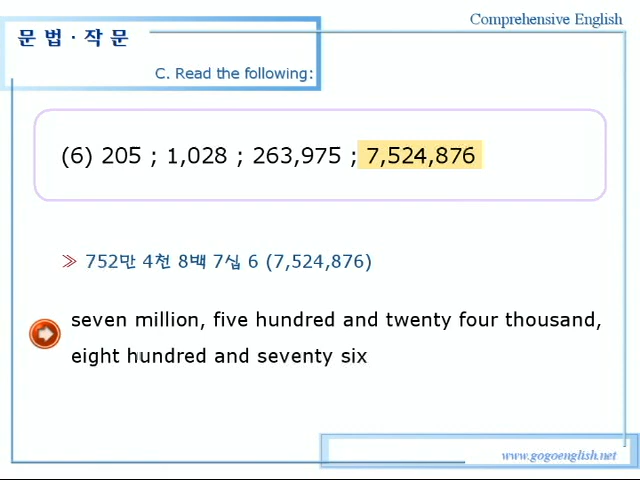 Comprehensive English
문 법 · 작 문
C. Read the following:
(6) 205 ; 1,028 ; 263,975 ; 7,524,876
≫ 752만 4천 8백 7십 6 (7,524,876)
seven million, five hundred and twenty four thousand,
eight hundred and seventy six
www.gogoenglish.net